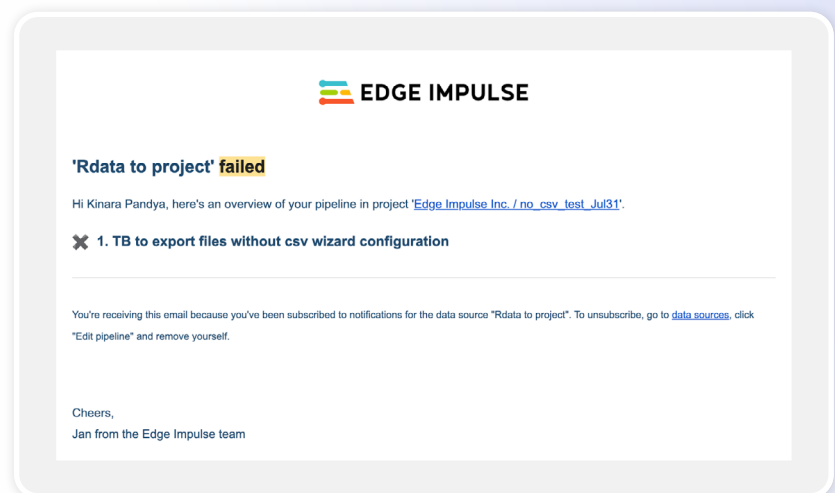 EDGE IMPULSE
'Rdata to project' failed
Hi Kinara Pandya, here's an overview of your pipeline in project 'Edge Impulse Inc. / no_csv_test_Jul31'.
1. TB to export files without csv wizard configuration
You're receiving this email because you've been subscribed to notifications for the data source "Rdata to project". To unsubscribe, go to data sources, click
"Edit pipeline" and remove yourself.
Cheers,
Jan from the Edge Impulse team